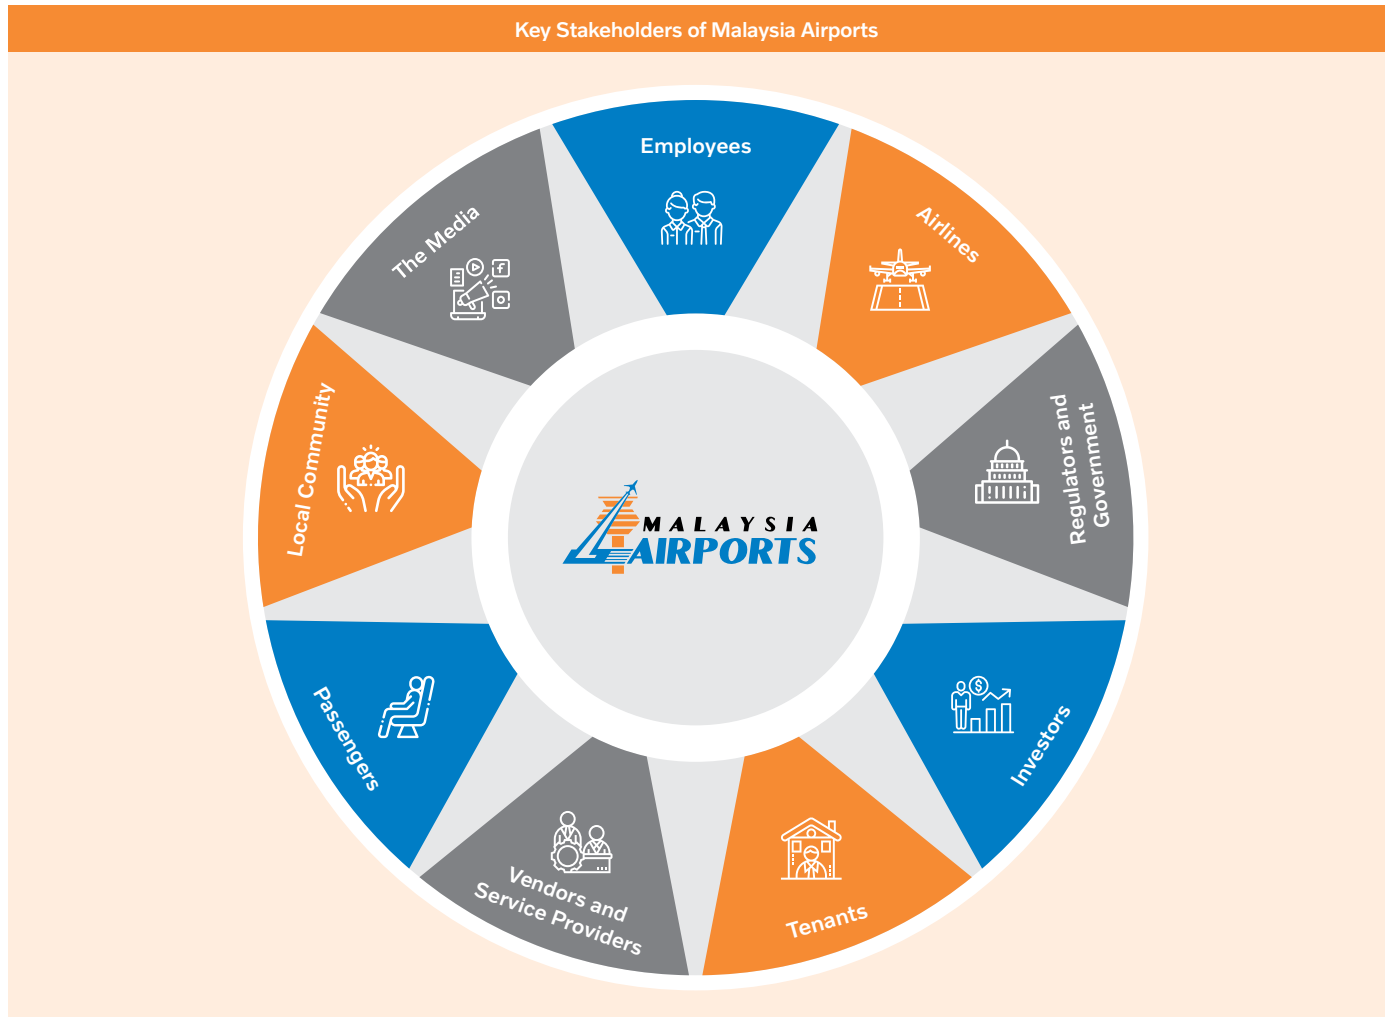 Key Stakeholders of Malaysia Airports
Employees
Airlines
Regulators and
Government
Investors
Tenants
Vendors and
Service Providers
Passengers
Local Community
The Media
MALAYSIA
AIRPORTS